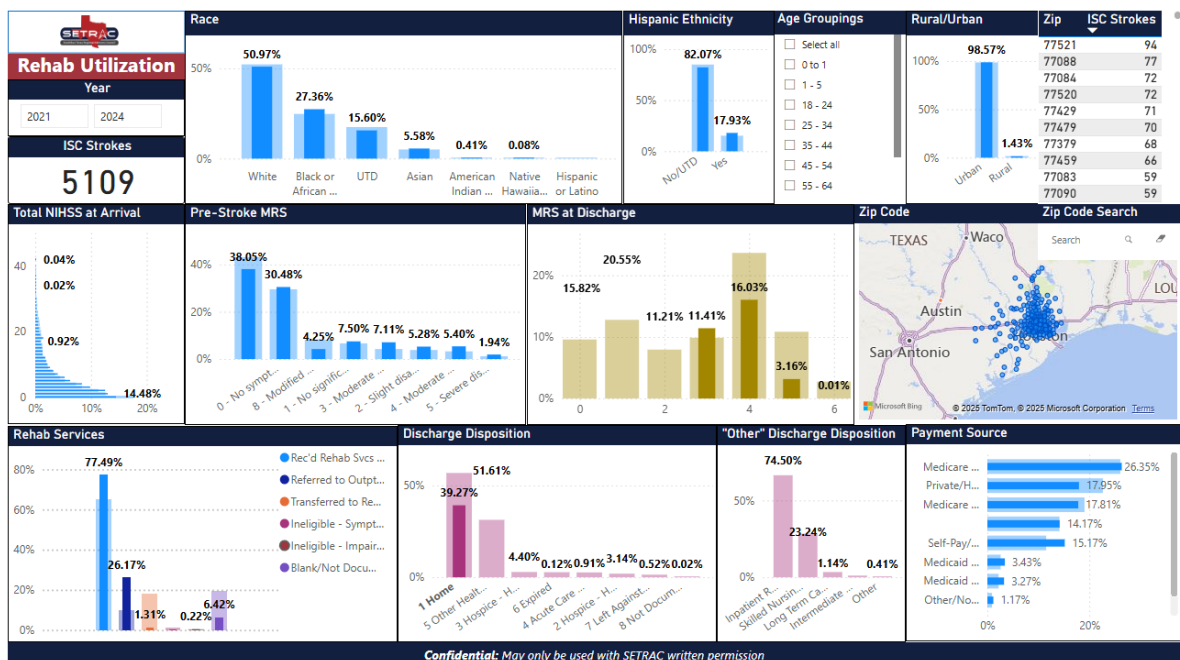 SETRAC
Rehab Utilization
Year
2021
2024
ISC Strokes
5109
Race
50%
0%
50.97%
27.36%
15.60%
5.58%
0.41%
0.08%
White
Black or
African ...
UTD
Asian
American
Indian ...
Native
Hawaiia...
Hispanic
or Latino
Hispanic Ethnicity
100%
50%
0%
82.07%
17.93%
No/UTD
Yes
Age Groupings
Select all
0 to 1
1 - 5
18 - 24
25 - 34
35 - 44
45 - 54
55 - 64
Rural/Urban
100%
50%
0%
98.57%
1.43%
Urban
Rural
Zip ISC Strokes
77521 94
77088 77
77084 72
77520 72
77429 71
77479 70
77379 68
77459 66
77083 59
77090 59
Total NIHSS at Arrival
40
20
0
0.04%
0.02%
0.92%
14.48%
0% 10% 20%
Pre-Stroke MRS
40%
20%
0%
38.05%
30.48%
4.25%
7.50%
7.11%
5.28%
5.40%
1.94%
0 - No sympt...
8 - Modified ...
1 - No signific...
3 - Moderate ...
2 - Slight disa...
4 - Moderate ...
5 - Severe dis...
MRS at Discharge
20%
10%
0%
15.82%
20.55%
11.21%
11.41%
16.03%
3.16%
0.01%
0 2 4 6
Zip Code
Zip Code Search
Search
TEXAS
Waco
Austin
San Antonio
Houston
LOU
Microsoft Bing
© 2025 TomTom, © 2025 Microsoft Corporation Terms
Rehab Services
80%
60%
40%
20%
0%
77.49%
26.17%
1.31%
0.22%
6.42%
Rec'd Rehab Svcs ...
Referred to Outpt...
Transferred to Re...
Ineligible - Sympt...
Ineligible - Impair...
Blank/Not Docu...
Discharge Disposition
50%
0%
39.27%
51.61%
4.40%
0.12%
0.91%
3.14%
0.52%
0.02%
1 Home
5 Other Healt...
3 Hospice - H...
6 Expired
4 Acute Care ...
2 Hospice - H...
7 Left Against...
8 Not Docum...
"Other" Discharge Disposition
50%
0%
74.50%
23.24%
1.14%
0.41%
Inpatient R...
Skilled Nursin...
Long Term Ca...
Intermediate ...
Other
Payment Source
Medicare ... 26.35%
Private/H... 17.95%
Medicare ... 17.81%
14.17%
Self-Pay/... 15.17%
Medicaid ... 3.43%
Medicaid ... 3.27%
Other/No... 1.17%
0% 20%
Confidential: May only be used with SETRAC written permission